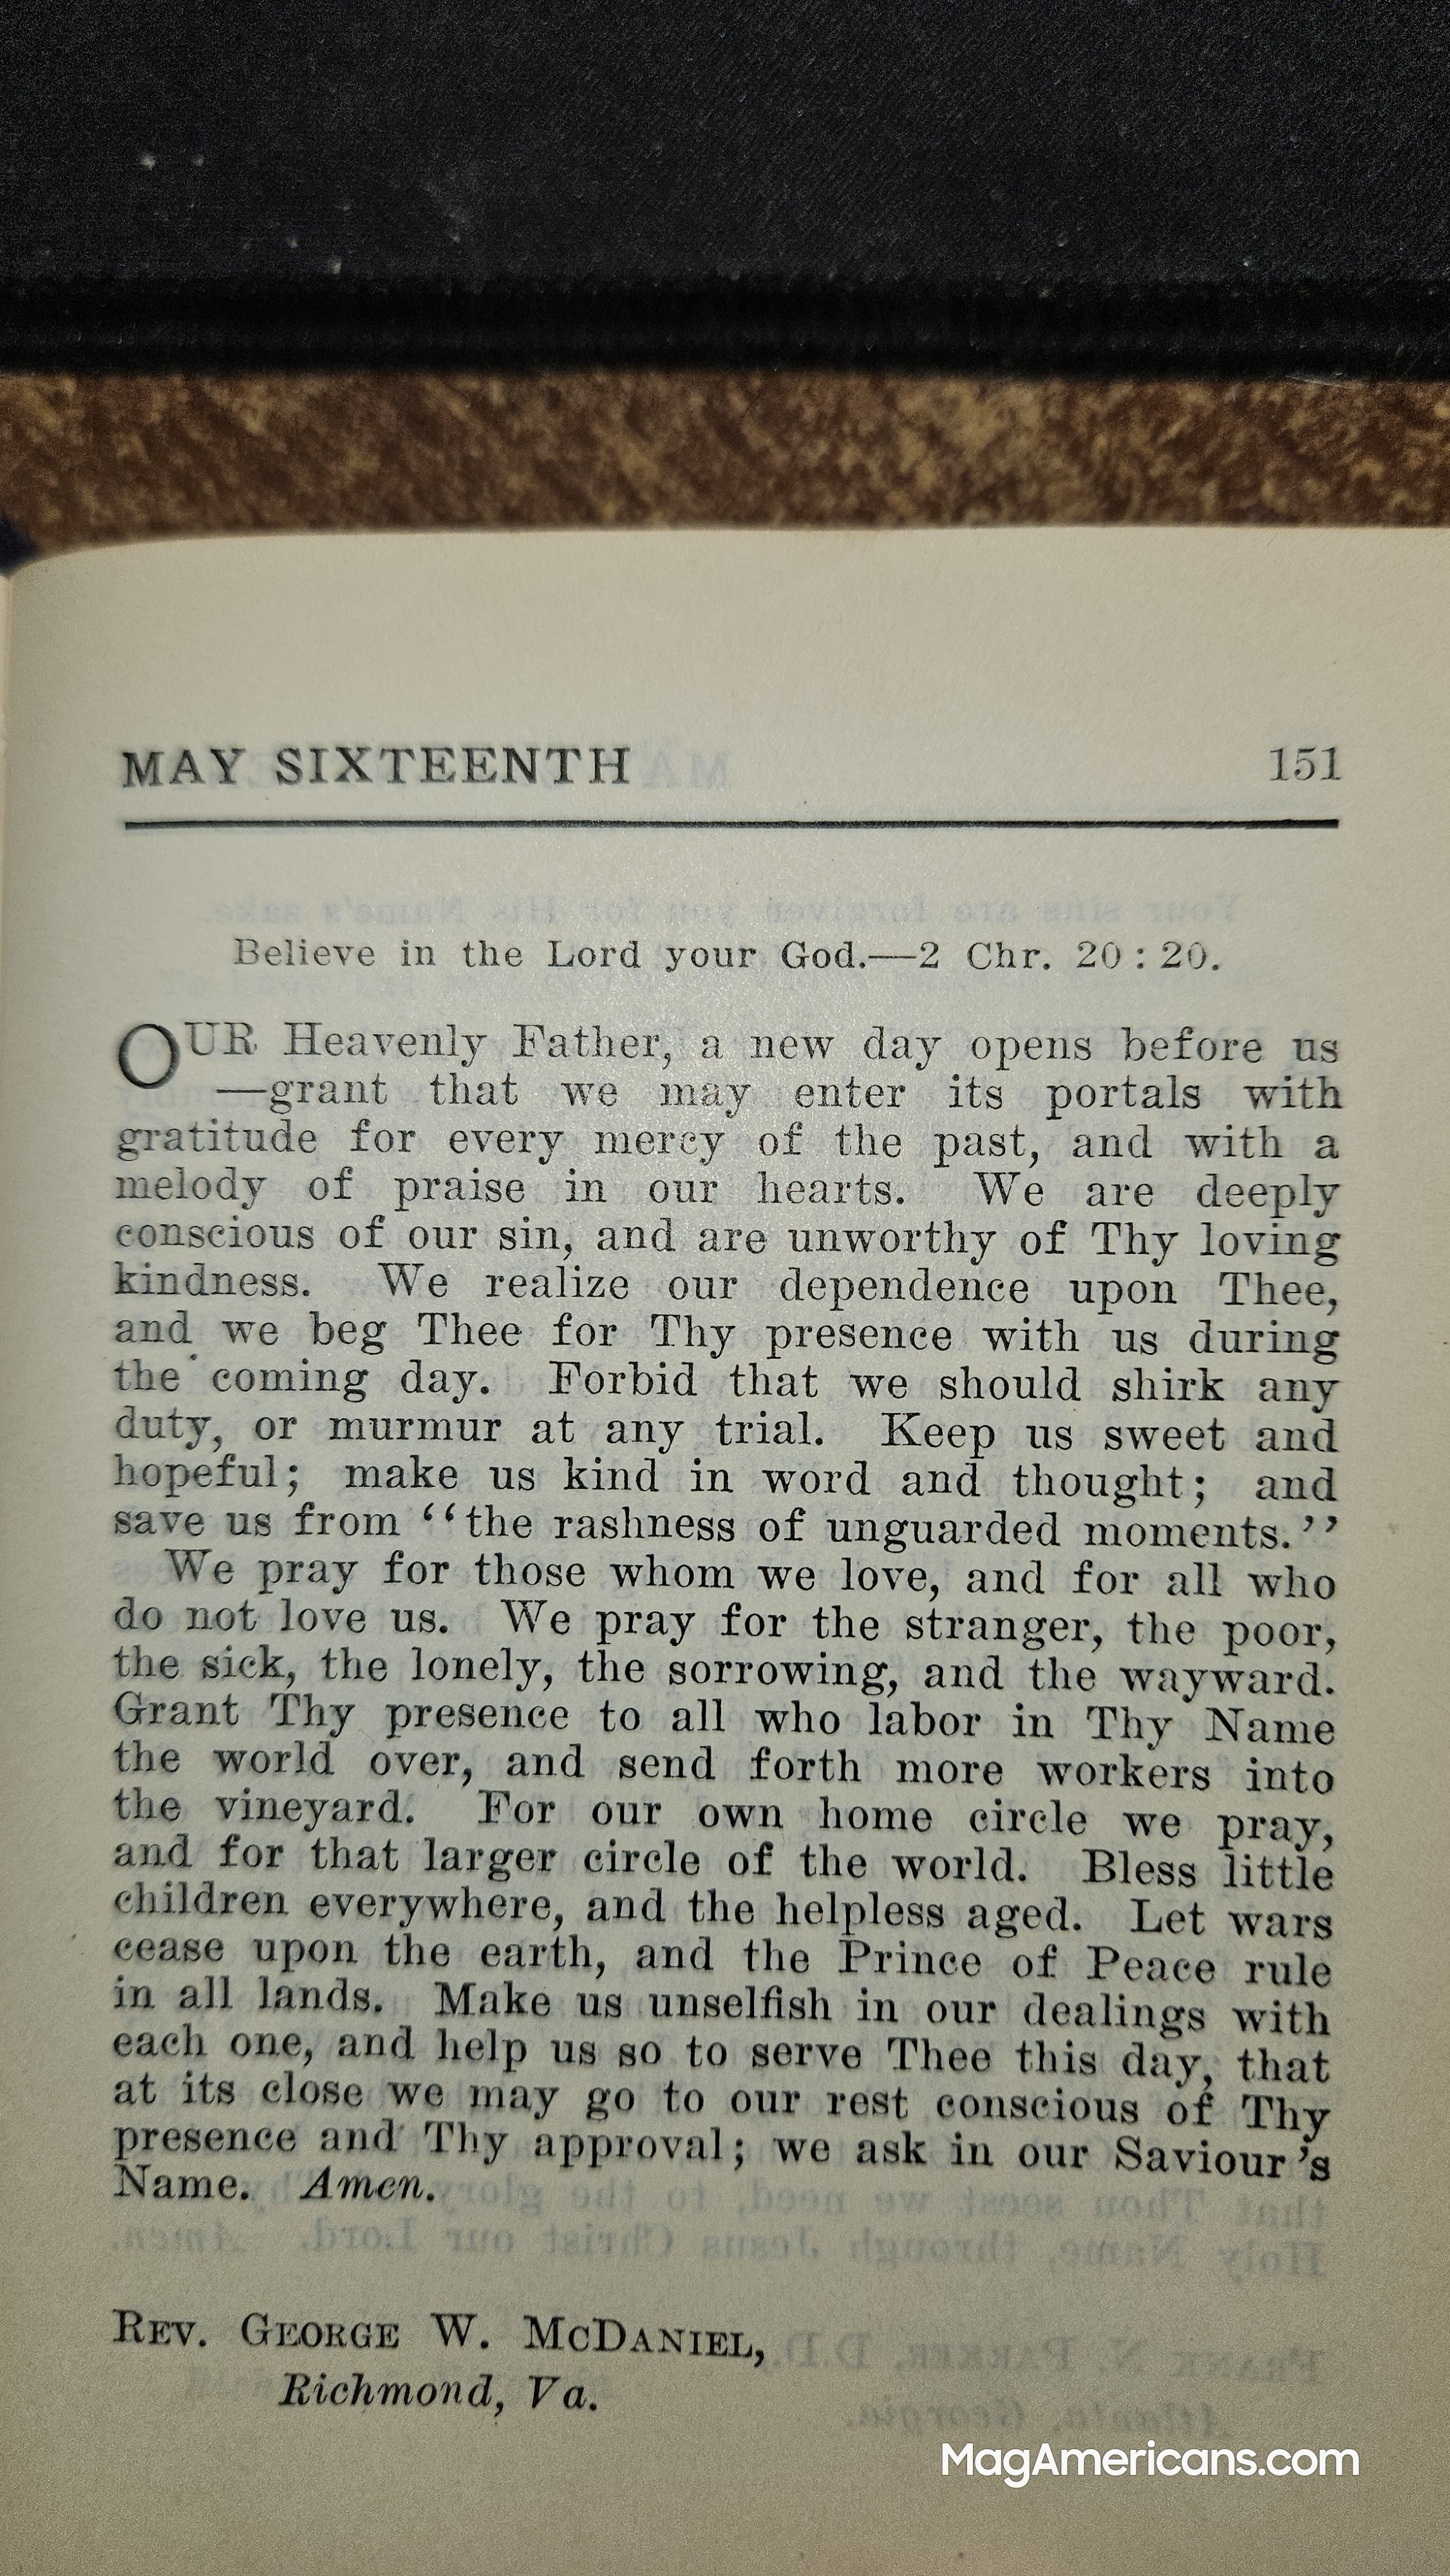 MAY SIXTEENTH 151
Believe in the Lord your God.—2 Chr. 20:20.
OUR Heavenly Father, a new day opens before us
—grant that we may enter its portals with
gratitude for every mercy of the past, and with a
melody of praise in our hearts. We are deeply
conscious of our sin, and are unworthy of Thy loving
kindness. We realize our dependence upon Thee,
and we beg Thee for Thy presence with us during
the coming day. Forbid that we should shirk any
duty, or murmur at any trial. Keep us sweet and
hopeful; make us kind in word and thought; and
save us from “the rashness of unguarded moments.”
We pray for those whom we love, and for all who
do not love us. We pray for the stranger, the poor,
the sick, the lonely, the sorrowing, and the wayward.
Grant Thy presence to all who labor in Thy Name
the world over, and send forth more workers into
the vineyard. For our own home circle we pray,
and for that larger circle of the world. Bless little
children everywhere, and the helpless aged. Let wars
cease upon the earth, and the Prince of Peace rule
in all lands. Make us unselfish in our dealings with
each one, and help us so to serve Thee this day, that
at its close we may go to our rest conscious of Thy
presence and Thy approval; we ask in our Saviour's
Name. Amen.
REV. GEORGE W. MCDANIEL,
Richmond, Va.
MagAmericans.com